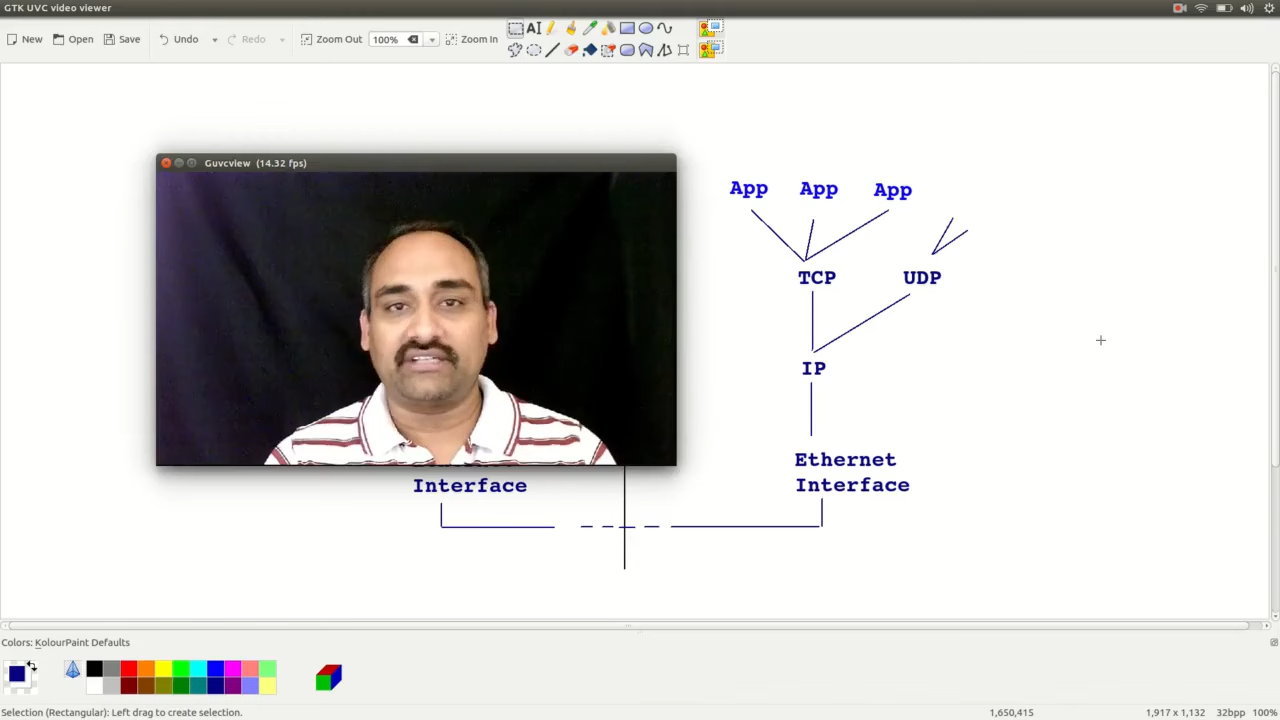 GTK UVC video viewer
New Open Save Undo Redo Zoom Out 100% Zoom In
Guvcview (14.32 fps)
App App App
TCP UDP
IP
Ethernet
Interface
Interface
Colors: KolourPaint Defaults
Selection (Rectangular): Left drag to create selection. 1,650,415 1,917 x 1,132 32bpp 100%